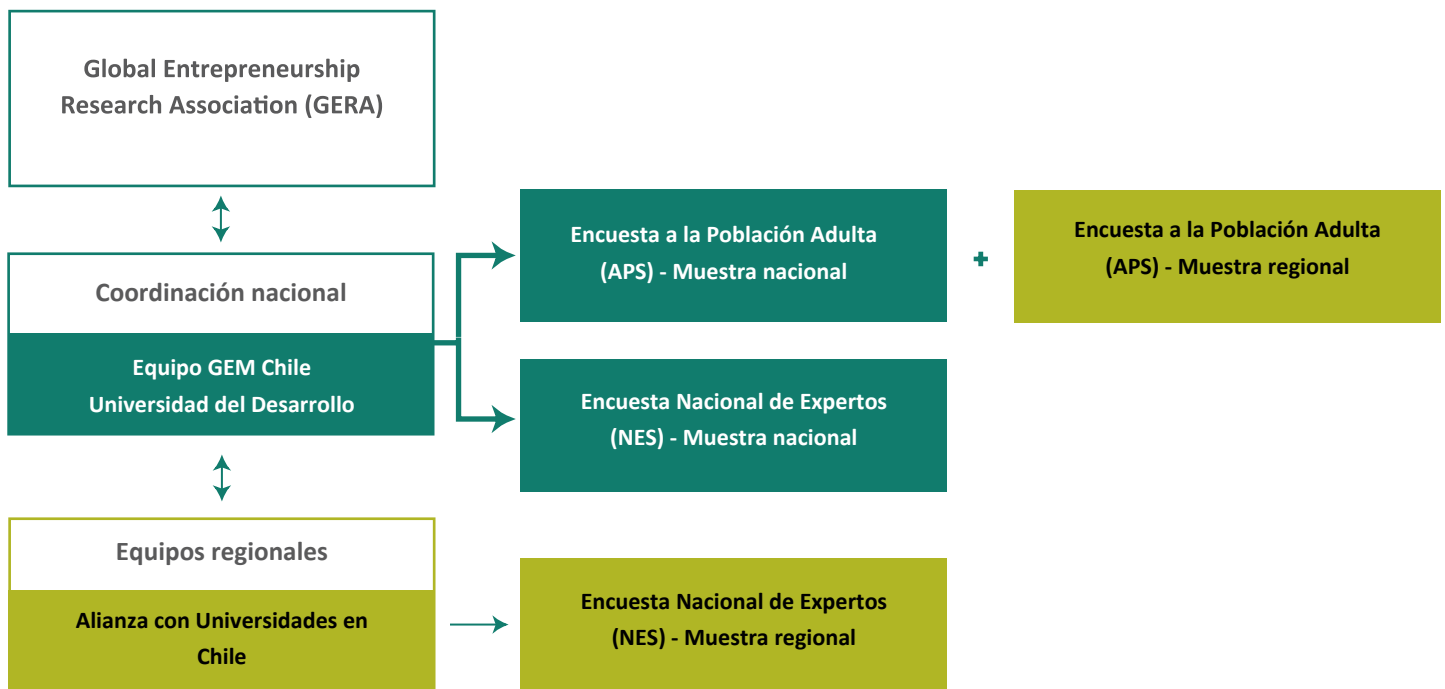 Global Entrepreneurship
Research Association (GERA)
Coordinación nacional
Equipo GEM Chile
Universidad del Desarrollo
Encuesta a la Población Adulta
(APS) - Muestra nacional
+
Encuesta a la Población Adulta
(APS) - Muestra regional
Encuesta Nacional de Expertos
(NES) - Muestra nacional
Equipos regionales
Alianza con Universidades en
Chile
Encuesta Nacional de Expertos
(NES) - Muestra regional